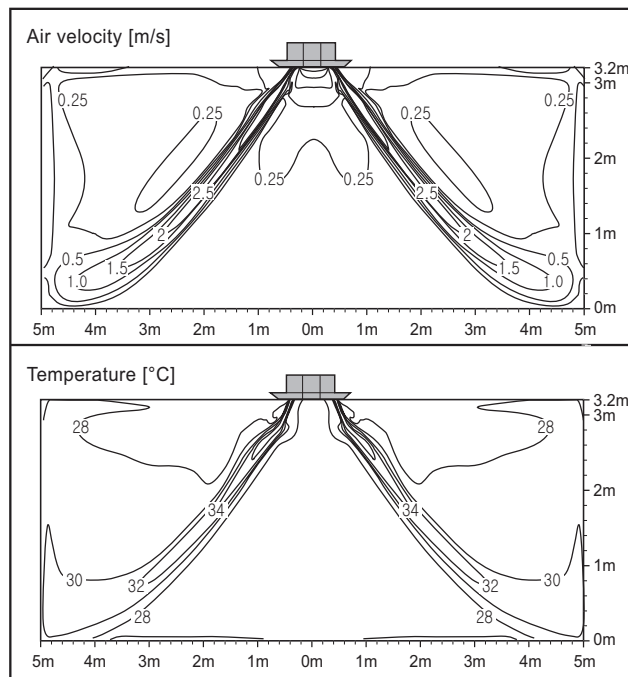 Air velocity [m/s]
3.2m
3m
0.25 0.25
0.25 0.25
2m
0.25 0.25
2.5 2.5
2 2
1m
0.5 0.5
1.5 1.5
1.0 1.0
0m
5m 4m 3m 2m 1m 0m 1m 2m 3m 4m 5m
Temperature [°C]
3.2m
3m
28 28
2m
34 34
1m
30 30
32 32
28 28
0m
5m 4m 3m 2m 1m 0m 1m 2m 3m 4m 5m